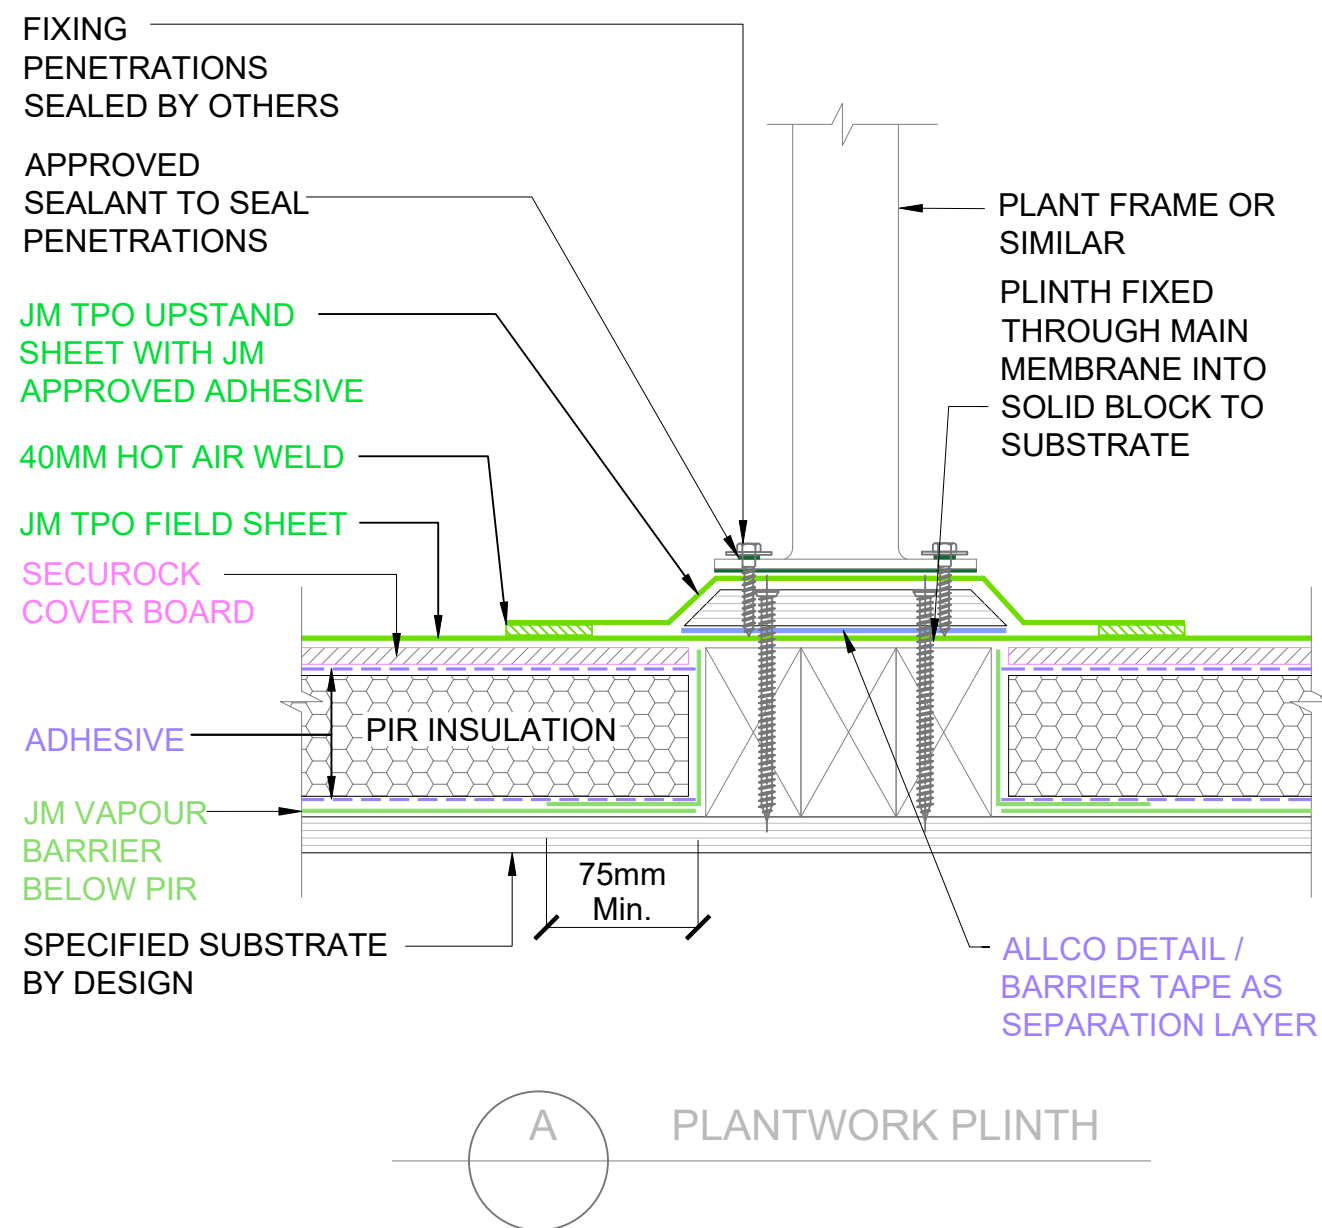 FIXING
PENETRATIONS
SEALED BY OTHERS
APPROVED
SEALANT TO SEAL
PENETRATIONS
JM TPO UPSTAND
SHEET WITH JM
APPROVED ADHESIVE
40MM HOT AIR WELD
JM TPO FIELD SHEET
SECUROCK
COVER BOARD
ADHESIVE
JM VAPOUR
BARRIER
BELOW PIR
SPECIFIED SUBSTRATE
BY DESIGN
PIR INSULATION
75mm
Min.
PLANT FRAME OR
SIMILAR
PLINTH FIXED
THROUGH MAIN
MEMBRANE INTO
SOLID BLOCK TO
SUBSTRATE
ALLCO DETAIL /
BARRIER TAPE AS
SEPARATION LAYER
A
PLANTWORK PLINTH